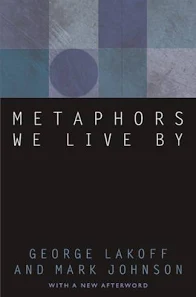 METAPHORS
WE LIVE BY
GEORGE LAKOFF
AND MARK JOHNSON
WITH A NEW AFTERWORD